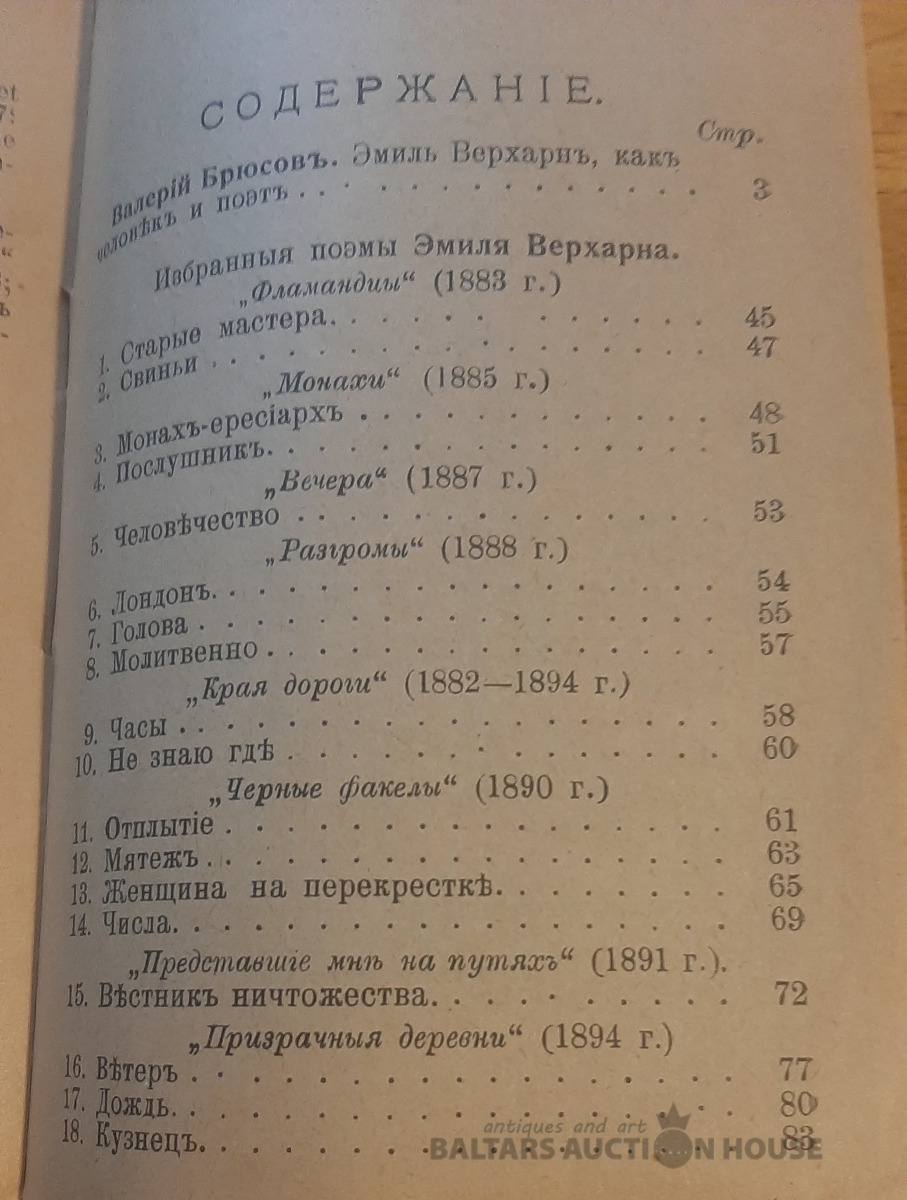 СОДЕРЖАНІЕ.
Стр.
Валерій Брюсовъ. Эмиль Верхарнъ, какъ
человѣкъ и поэтъ . . . . . . . . . . . . . . 3
Избранныя поэмы Эмиля Верхарна.
„Фламандцы“ (1883 г.)
1. Старые мастера. . . . . . . . . . . . 45
2. Свиньи . . . . . . . . . . . . . . . . 47
„Монахи“ (1885 г.)
3. Монахъ-ересіархъ . . . . . . . . . . . 48
4. Послушникъ. . . . . . . . . . . . . . 51
„Вечера“ (1887 г.)
5. Человѣчество . . . . . . . . . . . . . 53
„Разгромы“ (1888 г.)
6. Лондонъ. . . . . . . . . . . . . . . . 54
7. Голова . . . . . . . . . . . . . . . . 55
8. Молитвенно . . . . . . . . . . . . . . 57
„Края дороги“ (1882—1894 г.)
9. Часы . . . . . . . . . . . . . . . . . 58
10. Не знаю гдѣ . . . . . . . . . . . . . 60
„Черные факелы“ (1890 г.)
11. Отплытіе . . . . . . . . . . . . . . . 61
12. Мятежъ . . . . . . . . . . . . . . . . 63
13. Женщина на перекресткѣ. . . . . . . . 65
14. Числа. . . . . . . . . . . . . . . . . 69
„Представшіе мнѣ на путяхъ“ (1891 г.).
15. Вѣстникъ ничтожества. . . . . . . . . 72
„Призрачныя деревни“ (1894 г.)
16. Вѣтеръ . . . . . . . . . . . . . . . . 77
17. Дождь. . . . . . . . . . . . . . . . . 80
18. Кузнецъ. . . . . . . . . . . . . . . . 83
antiques and art
BALTARS AUCTION HOUSE